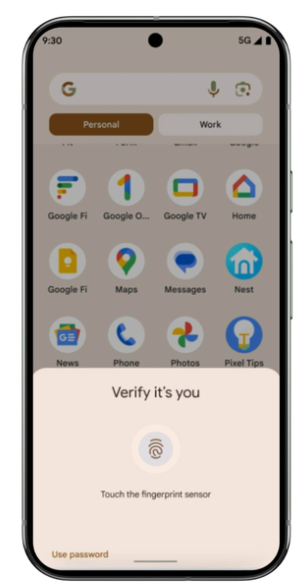 9:30 5G
Personal Work
Google Fi Google O... Google TV Home
Google Fi Maps Messages Nest
News Phone Photos Pixel Tips
Verify it's you
Touch the fingerprint sensor
Use password